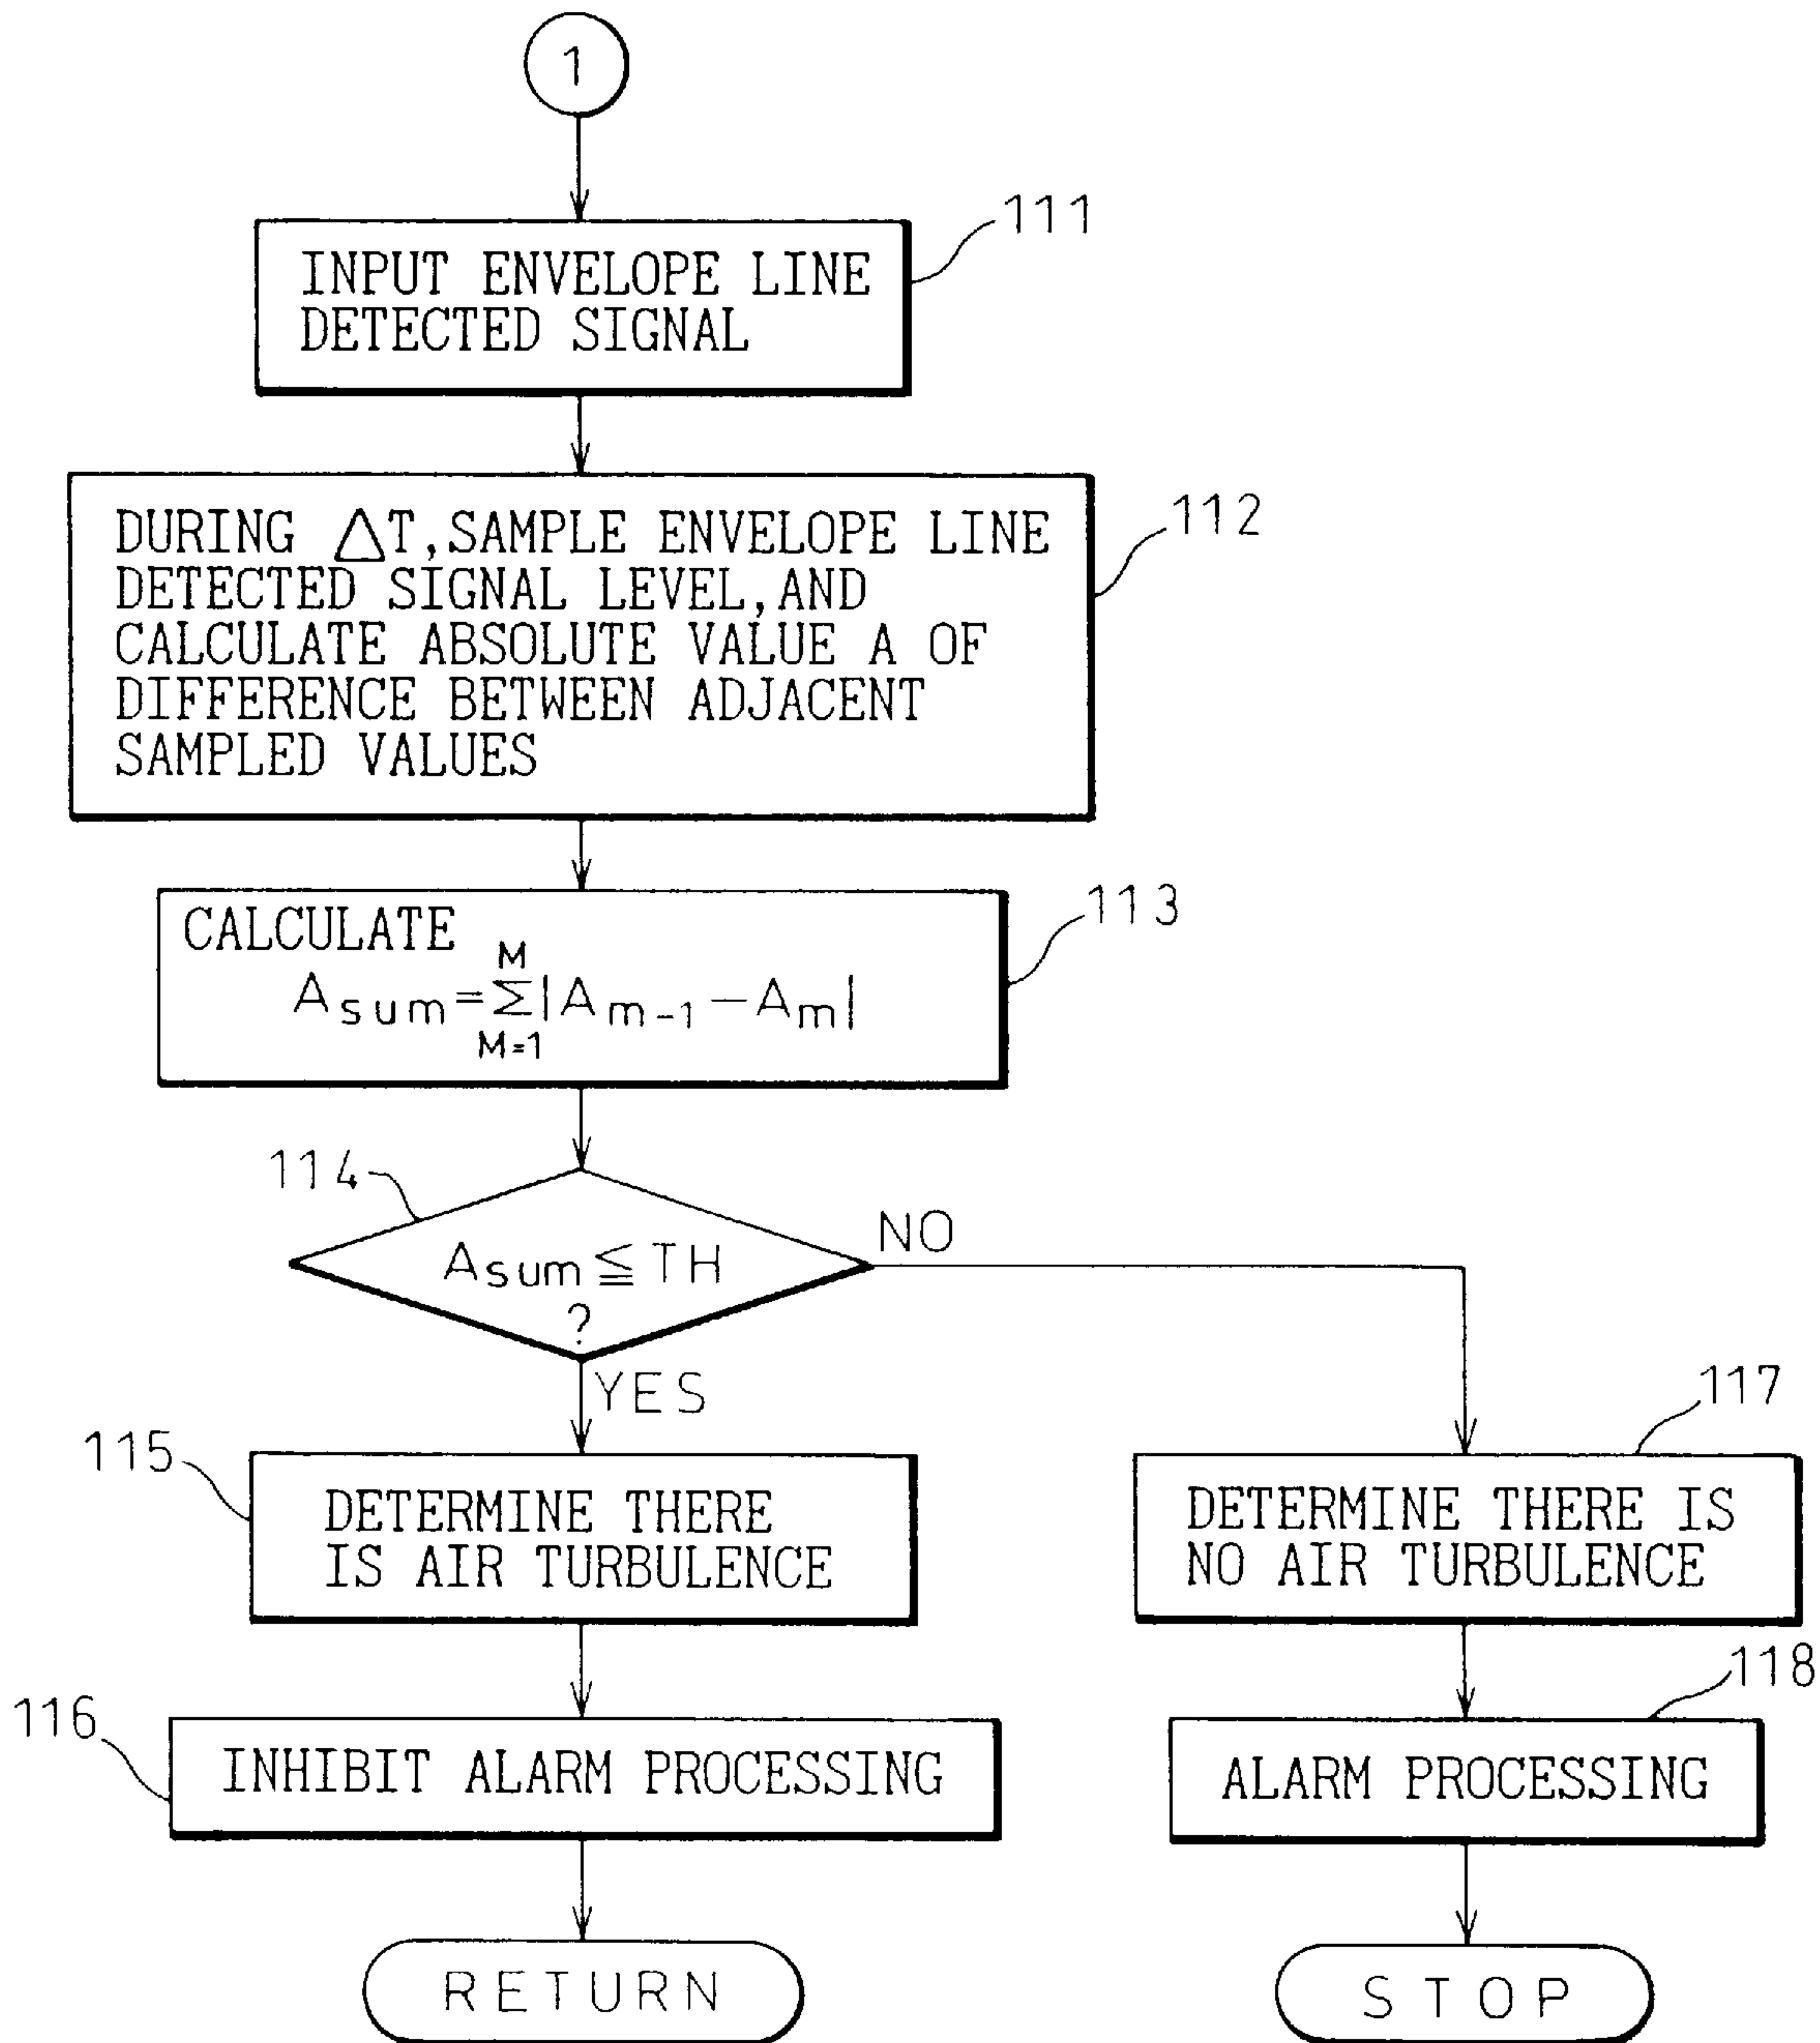 1
111
INPUT ENVELOPE LINE
DETECTED SIGNAL
112
DURING △T, SAMPLE ENVELOPE LINE
DETECTED SIGNAL LEVEL, AND
CALCULATE ABSOLUTE VALUE A OF
DIFFERENCE BETWEEN ADJACENT
SAMPLED VALUES
113
CALCULATE
M
Asum = Σ |Am-1 − Am|
M=1
114
Asum ≦ TH
?
NO
YES
115
DETERMINE THERE
IS AIR TURBULENCE
117
DETERMINE THERE IS
NO AIR TURBULENCE
116
INHIBIT ALARM PROCESSING
118
ALARM PROCESSING
RETURN
STOP